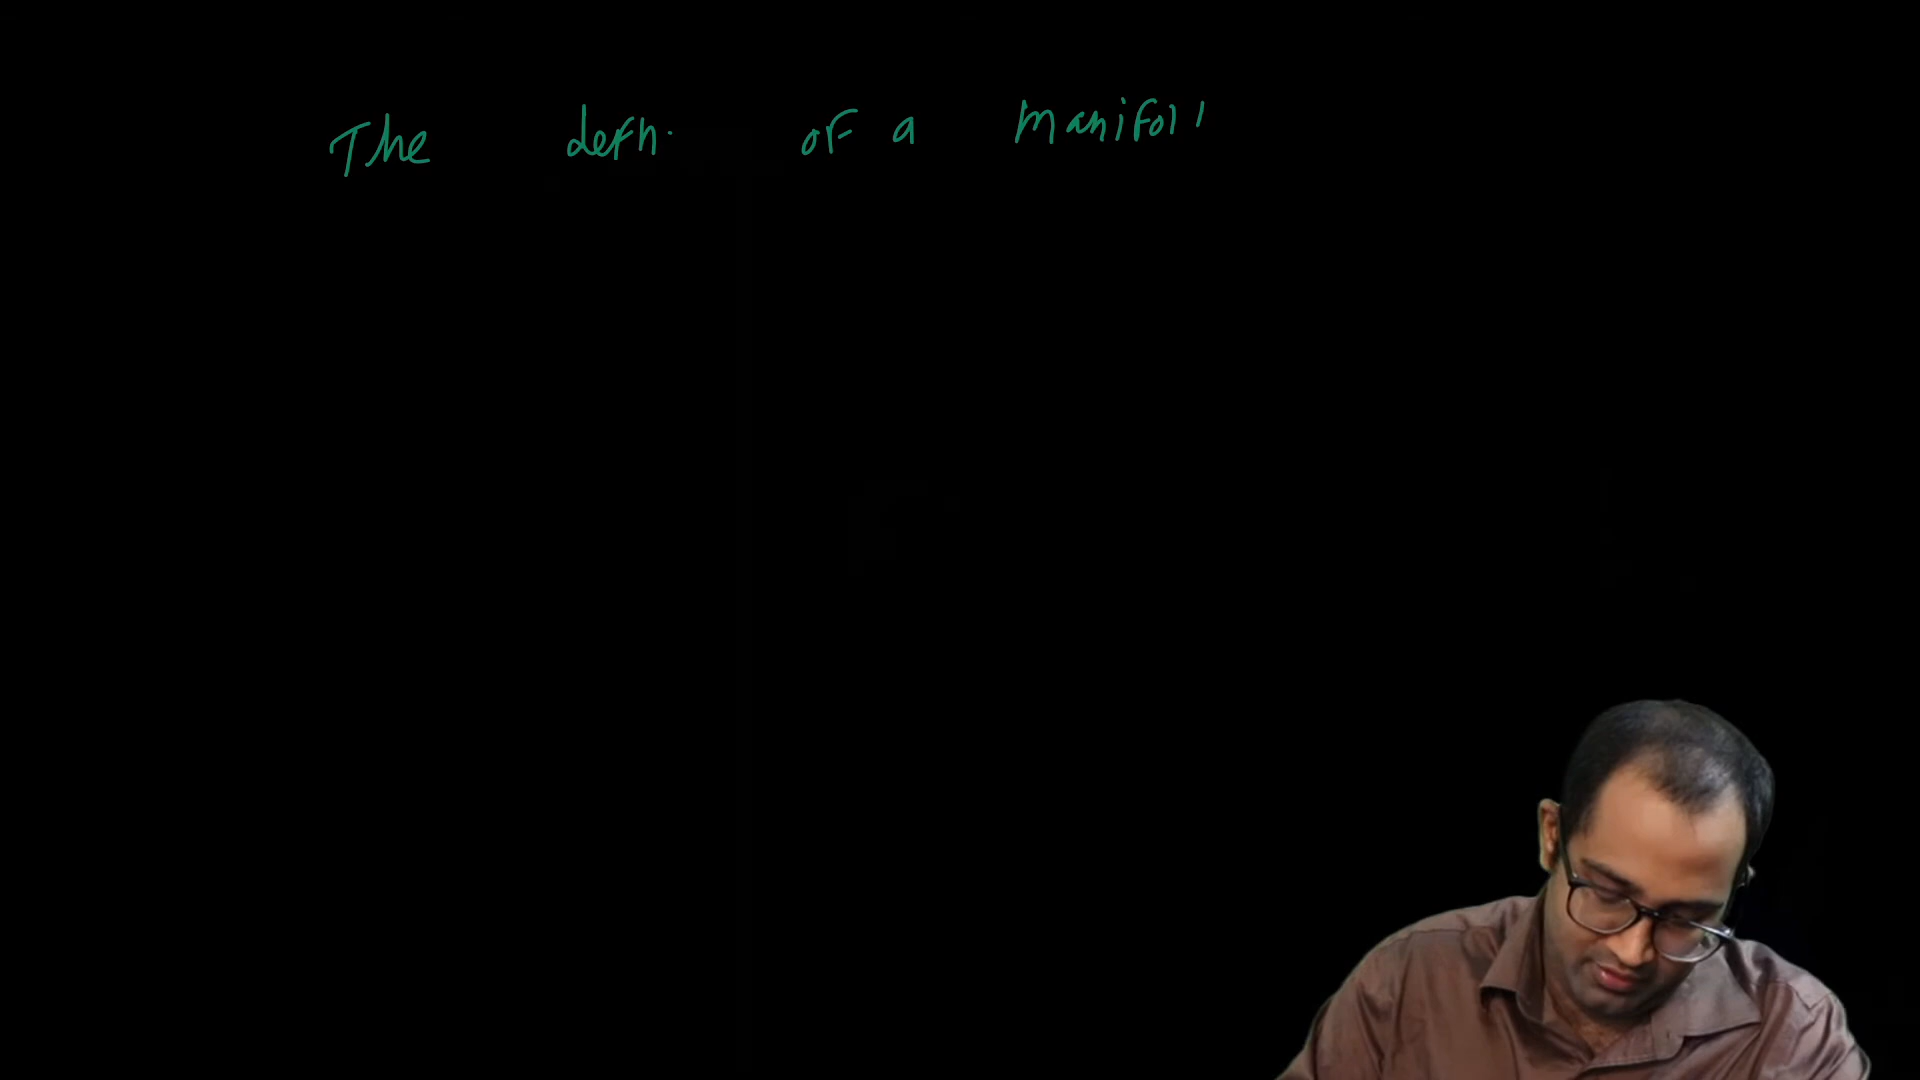 The defn. of a manifol